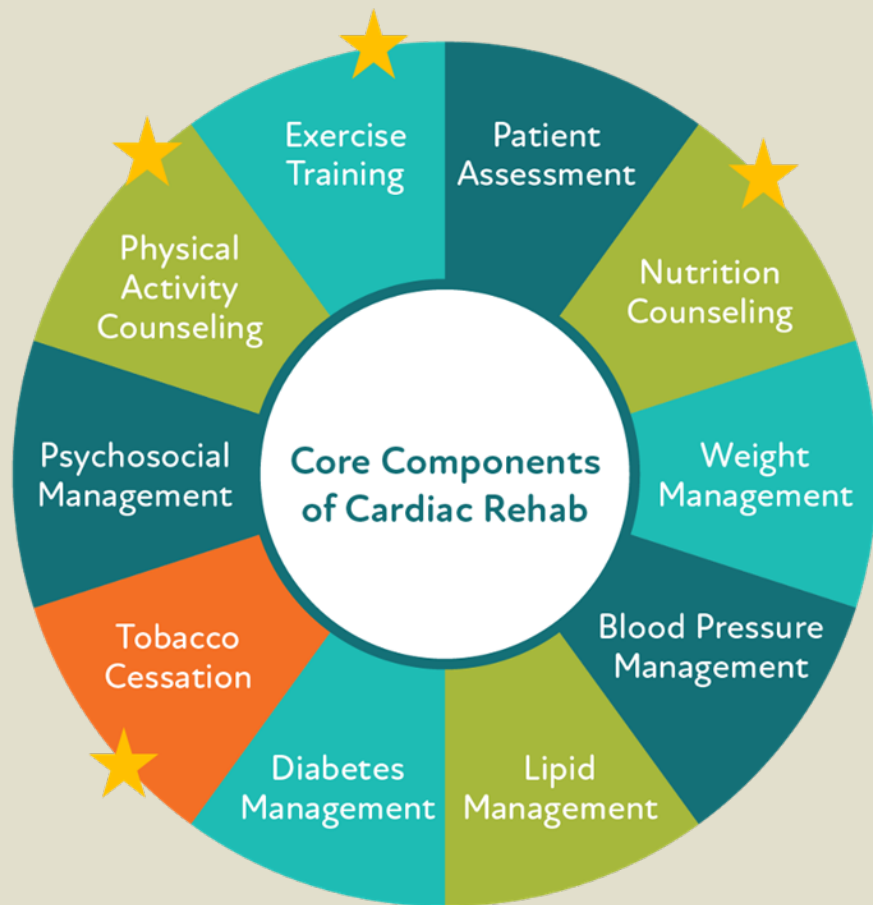 Exercise
Training
Patient
Assessment
Nutrition
Counseling
Weight
Management
Blood Pressure
Management
Lipid
Management
Diabetes
Management
Tobacco
Cessation
Psychosocial
Management
Physical
Activity
Counseling
Core Components
of Cardiac Rehab